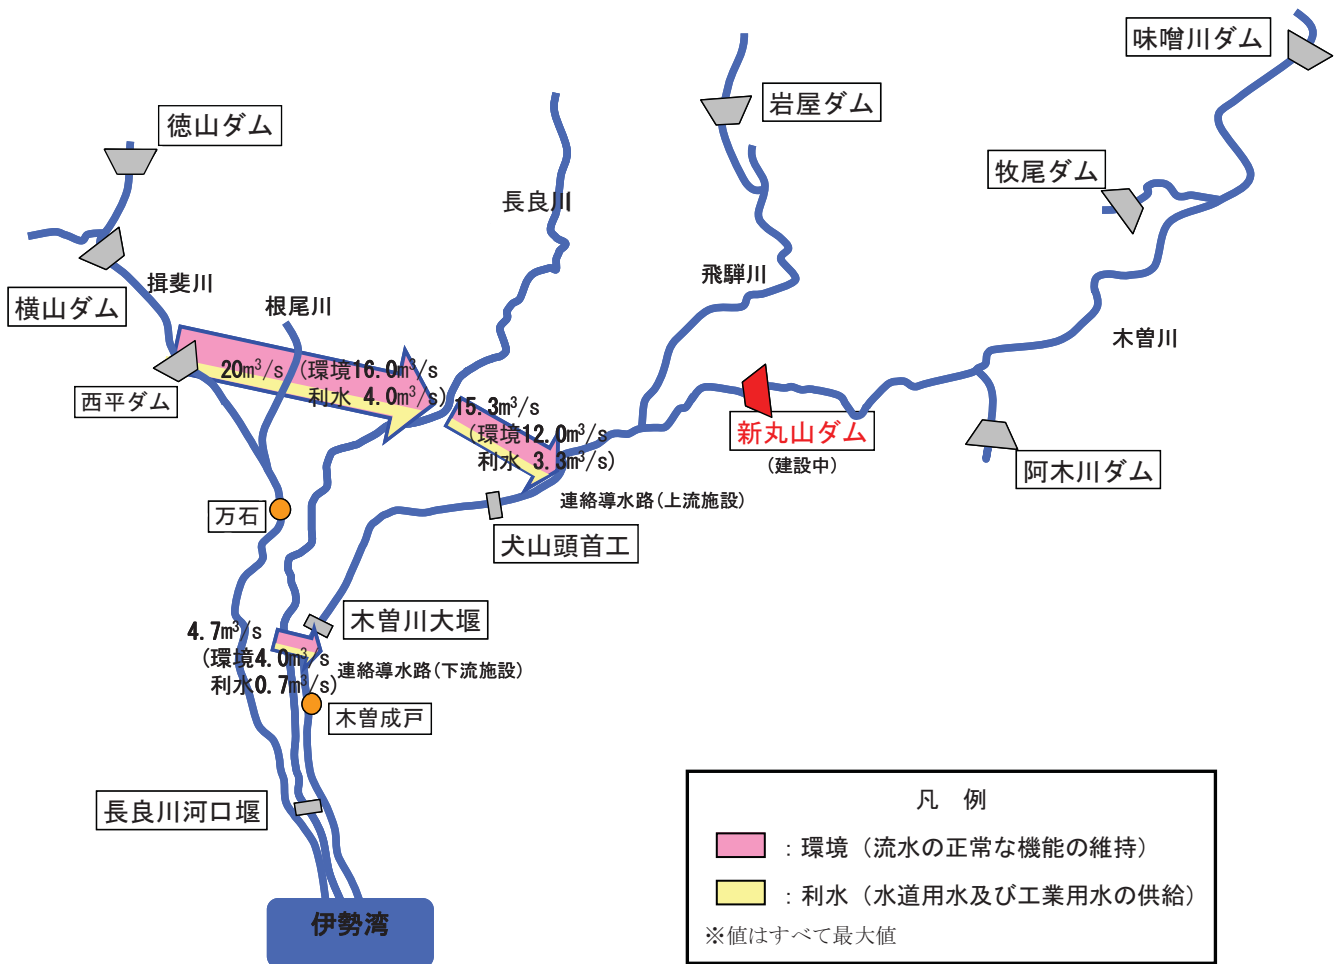 味噌川ダム
岩屋ダム
徳山ダム
牧尾ダム
長良川
飛騨川
揖斐川
横山ダム
根尾川
木曽川
20m³/s (環境16.0m³/s
利水 4.0m³/s)
西平ダム
15.3m³/s
(環境12.0m³/s
利水 3.3m³/s)
新丸山ダム
(建設中)
阿木川ダム
連絡導水路(上流施設)
万石
犬山頭首工
木曽川大堰
4.7m³/s
(環境4.0m³/s
利水0.7m³/s)
連絡導水路(下流施設)
木曽成戸
長良川河口堰
伊勢湾
凡 例
：環境（流水の正常な機能の維持）
：利水（水道用水及び工業用水の供給）
※値はすべて最大値